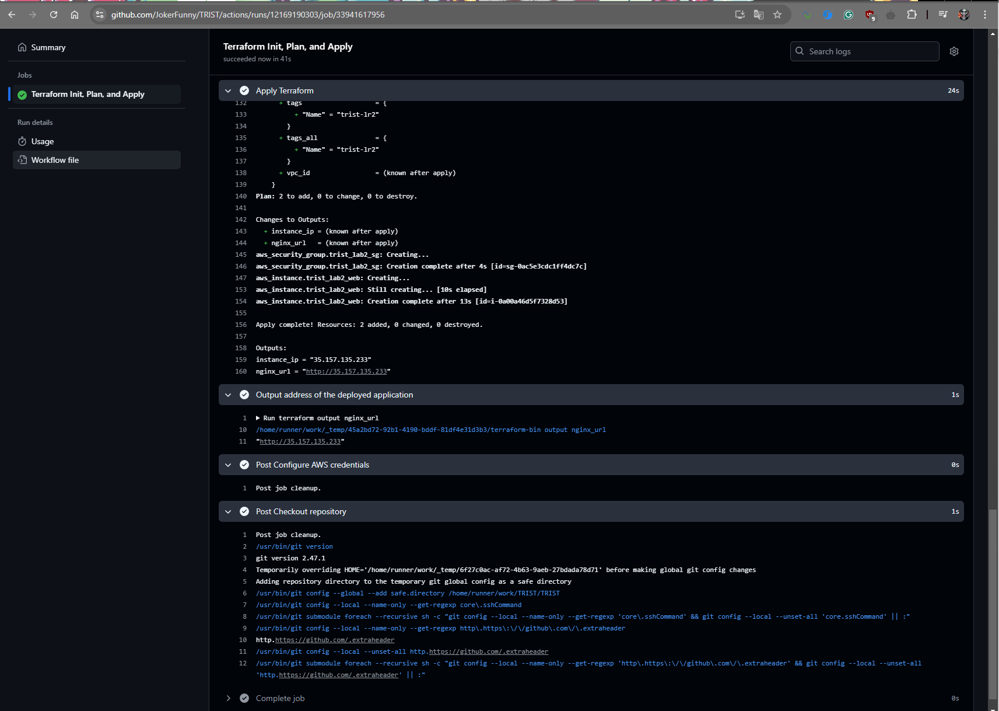 github.com/JokerFunny/TRIST/actions/runs/12169190303/job/33941617956
9
Summary
Jobs
Terraform Init, Plan, and Apply
Run details
Usage
Workflow file
Terraform Init, Plan, and Apply
succeeded now in 41s
Search logs
Apply Terraform 24s
132 + tags = {
133 + "Name" = "trist-lr2"
134 }
135 + tags_all = {
136 + "Name" = "trist-lr2"
137 }
138 + vpc_id = (known after apply)
139 }
140 Plan: 2 to add, 0 to change, 0 to destroy.
141
142 Changes to Outputs:
143 + instance_ip = (known after apply)
144 + nginx_url = (known after apply)
145 aws_security_group.trist_lab2_sg: Creating...
146 aws_security_group.trist_lab2_sg: Creation complete after 4s [id=sg-0ac5e3cdc1ff4dc7c]
147 aws_instance.trist_lab2_web: Creating...
153 aws_instance.trist_lab2_web: Still creating... [10s elapsed]
154 aws_instance.trist_lab2_web: Creation complete after 13s [id=i-0a00a46d5f7328d53]
155
156 Apply complete! Resources: 2 added, 0 changed, 0 destroyed.
157
158 Outputs:
159 instance_ip = "35.157.135.233"
160 nginx_url = "http://35.157.135.233"
Output address of the deployed application 1s
1 Run terraform output nginx_url
10 /home/runner/work/_temp/45a2bd72-92b1-4190-bddf-81df4e31d3b3/terraform-bin output nginx_url
11 "http://35.157.135.233"
Post Configure AWS credentials 0s
1 Post job cleanup.
Post Checkout repository 1s
1 Post job cleanup.
2 /usr/bin/git version
3 git version 2.47.1
4 Temporarily overriding HOME='/home/runner/work/_temp/6f27c0ac-af72-4b63-9aeb-27bdada78d71' before making global git config changes
5 Adding repository directory to the temporary git global config as a safe directory
6 /usr/bin/git config --global --add safe.directory /home/runner/work/TRIST/TRIST
7 /usr/bin/git config --local --name-only --get-regexp core\.sshCommand
8 /usr/bin/git submodule foreach --recursive sh -c "git config --local --name-only --get-regexp 'core\.sshCommand' && git config --local --unset-all 'core.sshCommand' || :"
9 /usr/bin/git config --local --name-only --get-regexp http\.https\:\/\/github\.com\/\.extraheader
10 http.https://github.com/.extraheader
11 /usr/bin/git config --local --unset-all http.https://github.com/.extraheader
12 /usr/bin/git submodule foreach --recursive sh -c "git config --local --name-only --get-regexp 'http\.https\:\/\/github\.com\/\.extraheader' && git config --local --unset-all
'http.https://github.com/.extraheader' || :"
Complete job 0s